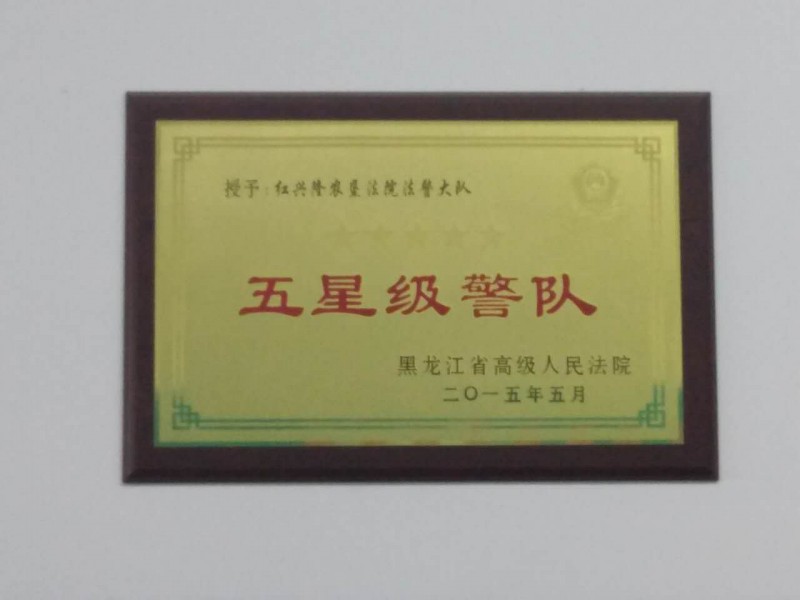 授予：红兴隆农垦法院法警大队
五星级警队
黑龙江省高级人民法院
二〇一五年五月